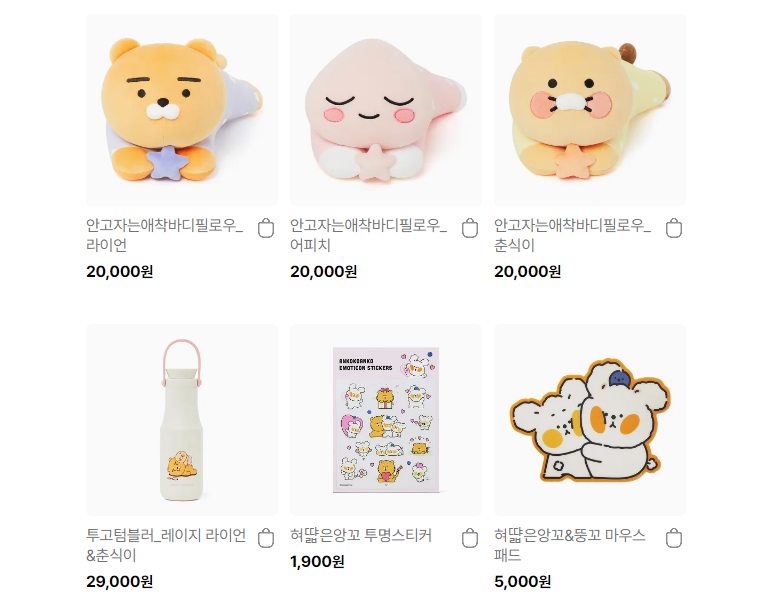 안고자는애착바디필로우_
라이언
20,000원
안고자는애착바디필로우_
어피치
20,000원
안고자는애착바디필로우_
춘식이
20,000원
ANKKOKOANKKO
EMOTICON STICKERS
투고텀블러_레이지 라이언
&춘식이
29,000원
혀땳은앙꼬 투명스티커
1,900원
혀땳은앙꼬&뚱꼬 마우스
패드
5,000원